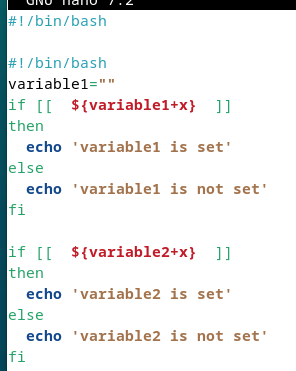 GNU nano 7.2
#!/bin/bash

#!/bin/bash
variable1=""
if [[  ${variable1+x}  ]]
then
  echo 'variable1 is set'
else
  echo 'variable1 is not set'
fi

if [[  ${variable2+x}  ]]
then
  echo 'variable2 is set'
else
  echo 'variable2 is not set'
fi